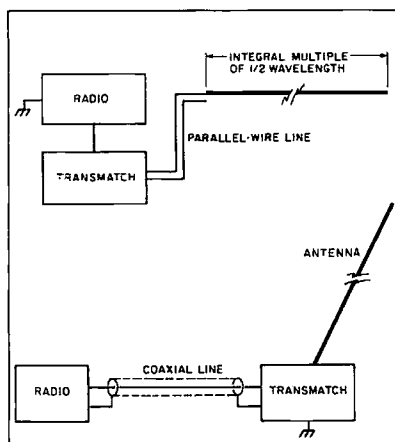 INTEGRAL MULTIPLE
OF 1/2 WAVELENGTH
RADIO
PARALLEL-WIRE LINE
TRANSMATCH
ANTENNA
COAXIAL LINE
RADIO
TRANSMATCH